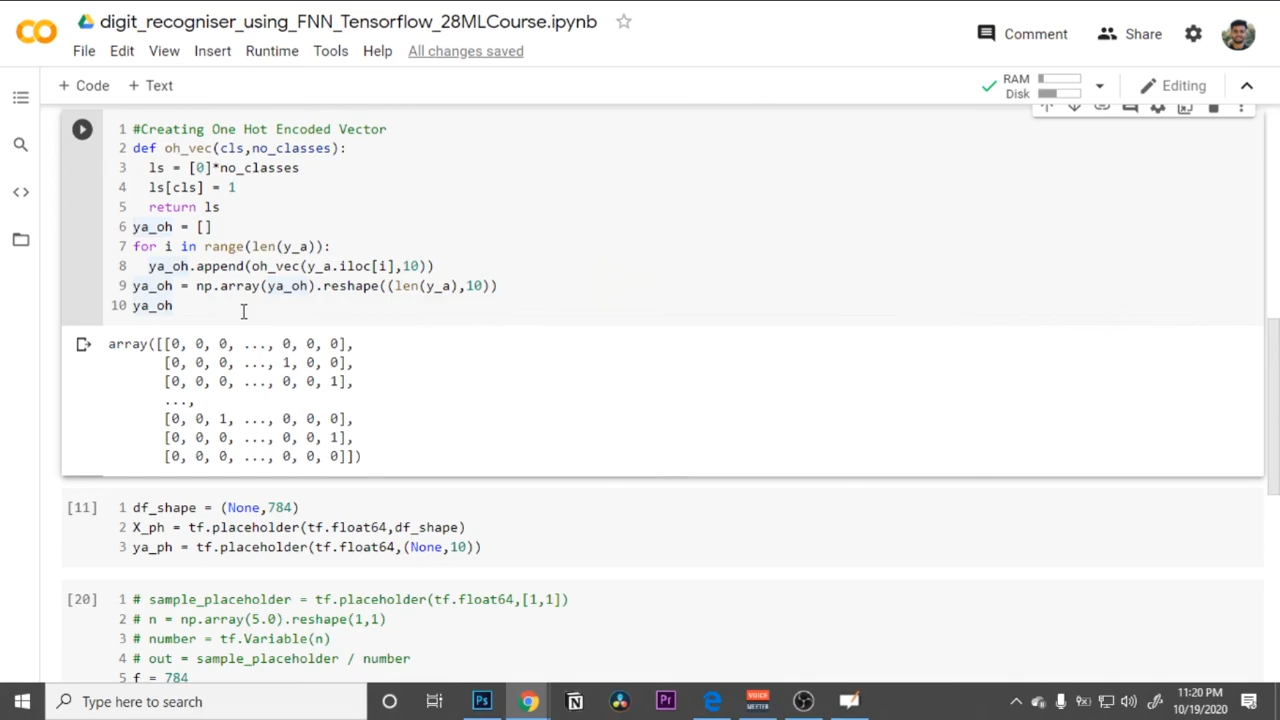 digit_recogniser_using_FNN_Tensorflow_28MLCourse.ipynb
File Edit View Insert Runtime Tools Help All changes saved
Comment Share
+ Code + Text
RAM
Disk
Editing
1 #Creating One Hot Encoded Vector
2 def oh_vec(cls,no_classes):
3 ls = [0]*no_classes
4 ls[cls] = 1
5 return ls
6 ya_oh = []
7 for i in range(len(y_a)):
8 ya_oh.append(oh_vec(y_a.iloc[i],10))
9 ya_oh = np.array(ya_oh).reshape((len(y_a),10))
10 ya_oh
array([[0, 0, 0, ..., 0, 0, 0],
[0, 0, 0, ..., 1, 0, 0],
[0, 0, 0, ..., 0, 0, 1],
...,
[0, 0, 1, ..., 0, 0, 0],
[0, 0, 0, ..., 0, 0, 1],
[0, 0, 0, ..., 0, 0, 0]])
[11] 1 df_shape = (None,784)
2 X_ph = tf.placeholder(tf.float64,df_shape)
3 ya_ph = tf.placeholder(tf.float64,(None,10))
[20] 1 # sample_placeholder = tf.placeholder(tf.float64,[1,1])
2 # n = np.array(5.0).reshape(1,1)
3 # number = tf.Variable(n)
4 # out = sample_placeholder / number
5 f = 784
Type here to search
Ps
Pr
VOICE
MEETER
11:20 PM
10/19/2020